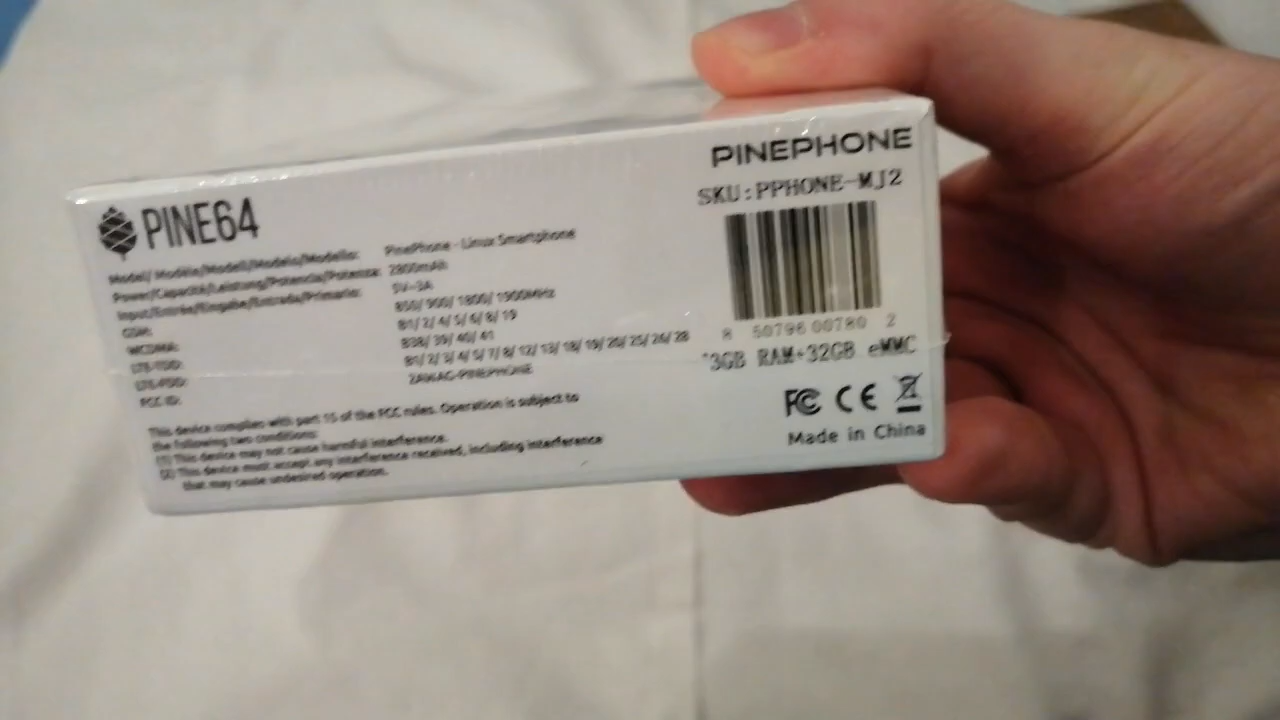 PINE64
Model/ Modèle/Modell/Modelo/Modello: PinePhone - Linux Smartphone
Power/Capacité/Leistung/Potencia/Potenza: 2800mAh
Input/Entrée/Eingabe/Entrada/Primario: 5V⎓3A
GSM: 850/ 900/ 1800/ 1900MHz
WCDMA: B1/ 2/ 4/ 5/ 6/ 8/ 19
LTE-TDD: B38/ 39/ 40/ 41
LTE-FDD: B1/ 2/ 3/ 4/ 5/ 7/ 8/ 12/ 13/ 18/ 19/ 20/ 25/ 26/ 28
FCC ID:
This device complies with part 15 of the FCC rules. Operation is subject to
the following two conditions:
(1) This device may not cause harmful interference.
(2) This device must accept any interference received, including interference
that may cause undesired operation.
PINEPHONE
SKU:PPHONE-MJ2
8 50796 00780 2
*3GB RAM+32GB eMMC
FC CE
Made in China